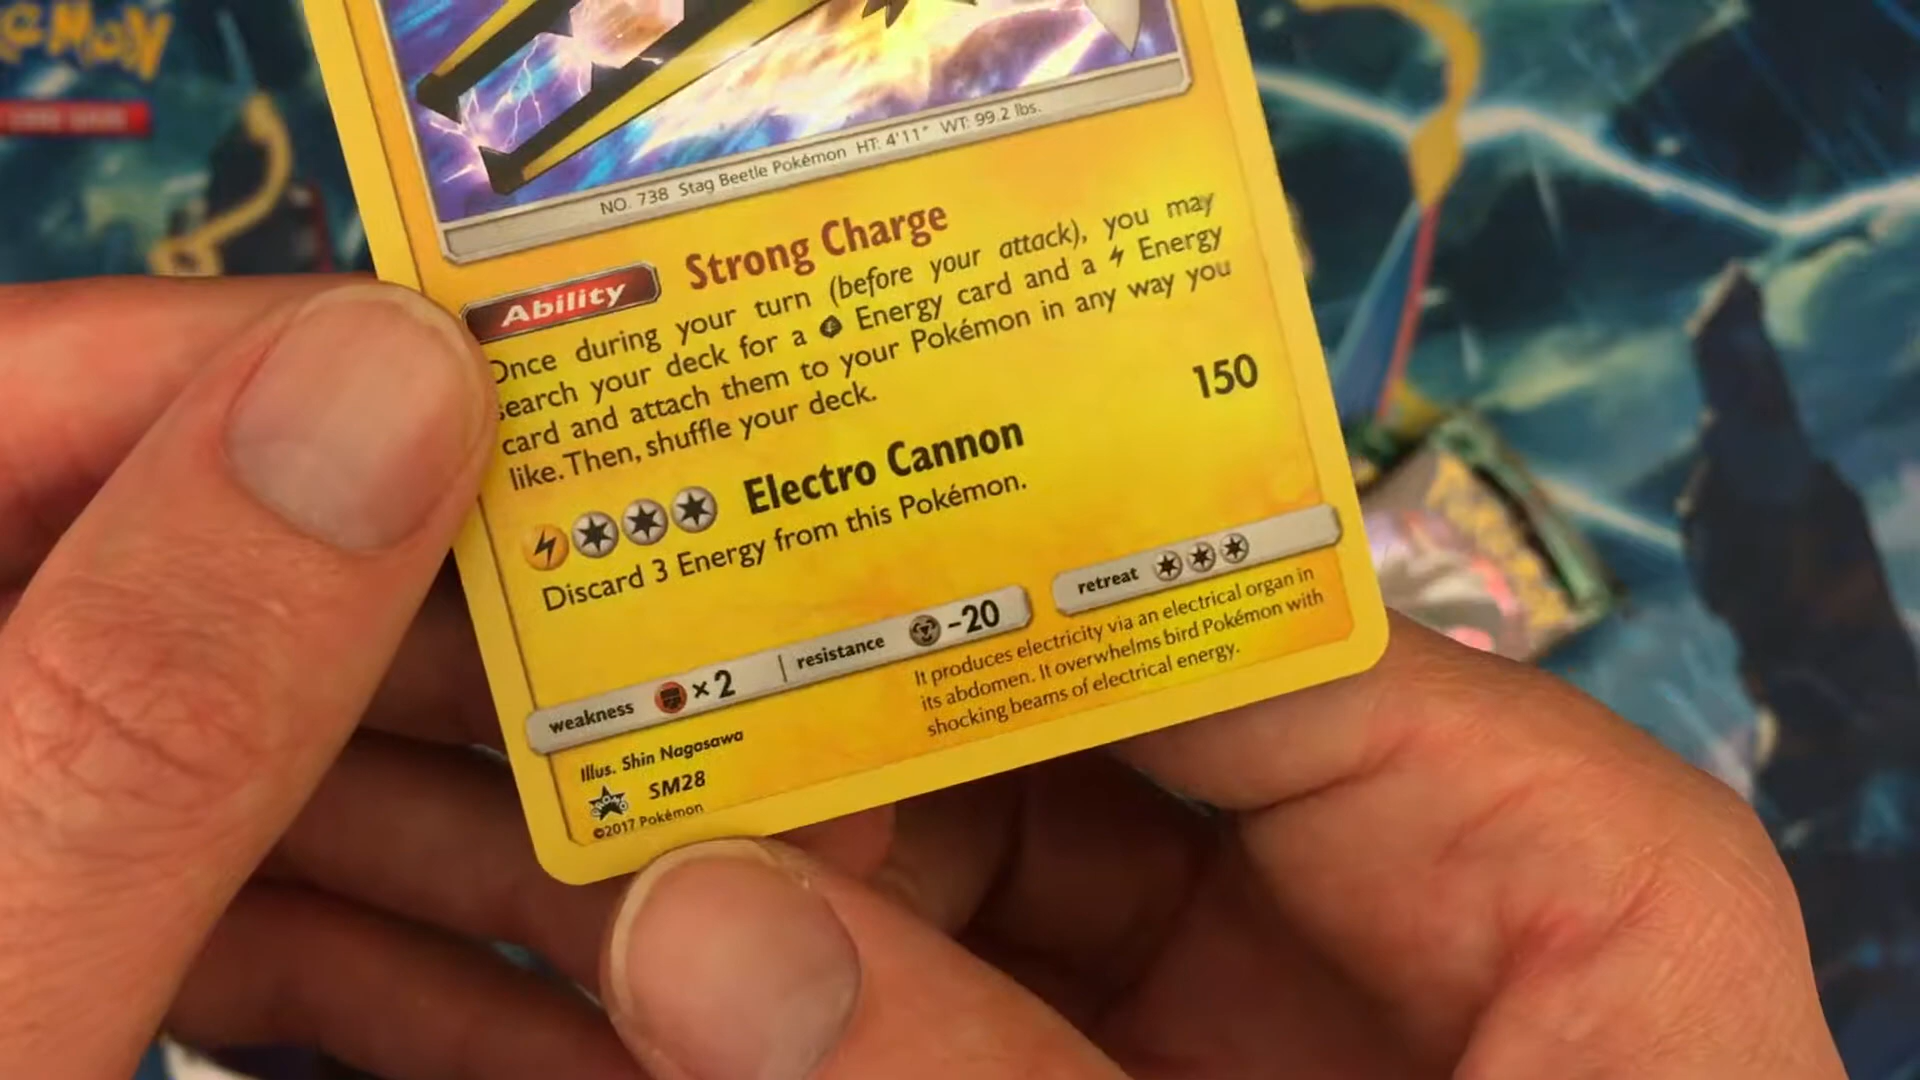 NO. 738 Stag Beetle Pokémon HT: 4'11" WT: 99.2 lbs.
Ability Strong Charge
Once during your turn (before your attack), you may
search your deck for a Energy card and a Energy
card and attach them to your Pokémon in any way you
like. Then, shuffle your deck.
Electro Cannon 150
Discard 3 Energy from this Pokémon.
weakness ×2 resistance -20 retreat
It produces electricity via an electrical organ in
its abdomen. It overwhelms bird Pokémon with
shocking beams of electrical energy.
Illus. Shin Nagasawa
SM28
©2017 Pokémon